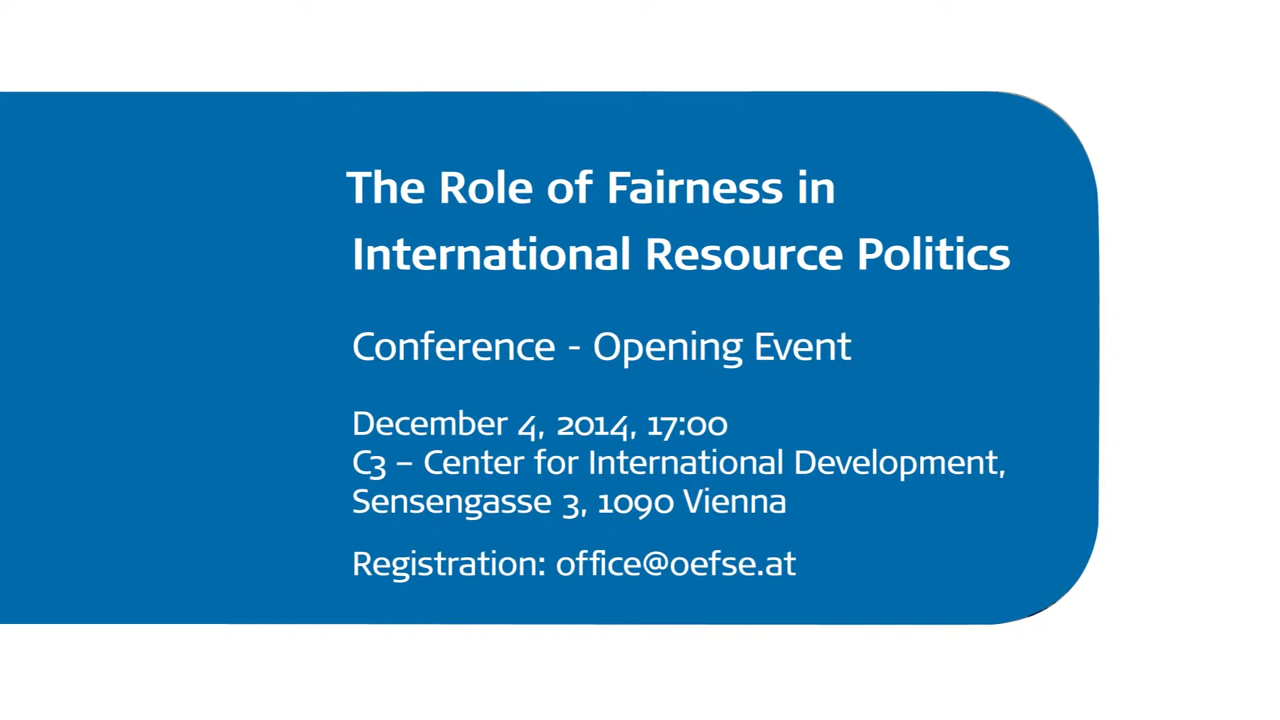 The Role of Fairness in
International Resource Politics
Conference - Opening Event
December 4, 2014, 17:00
C3 – Center for International Development,
Sensengasse 3, 1090 Vienna
Registration: office@oefse.at